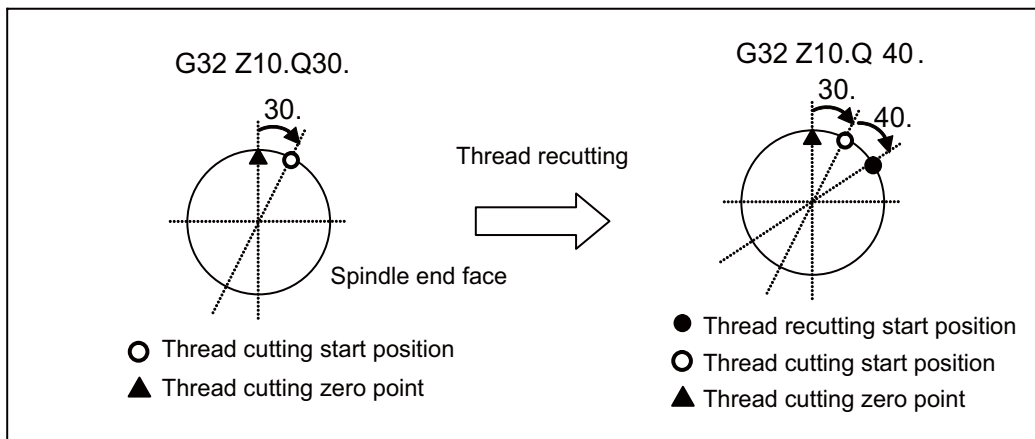 G32 Z10.Q30.
30.
Spindle end face
Thread cutting start position
Thread cutting zero point
Thread recutting
G32 Z10.Q 40.
30.
40.
Thread recutting start position
Thread cutting start position
Thread cutting zero point